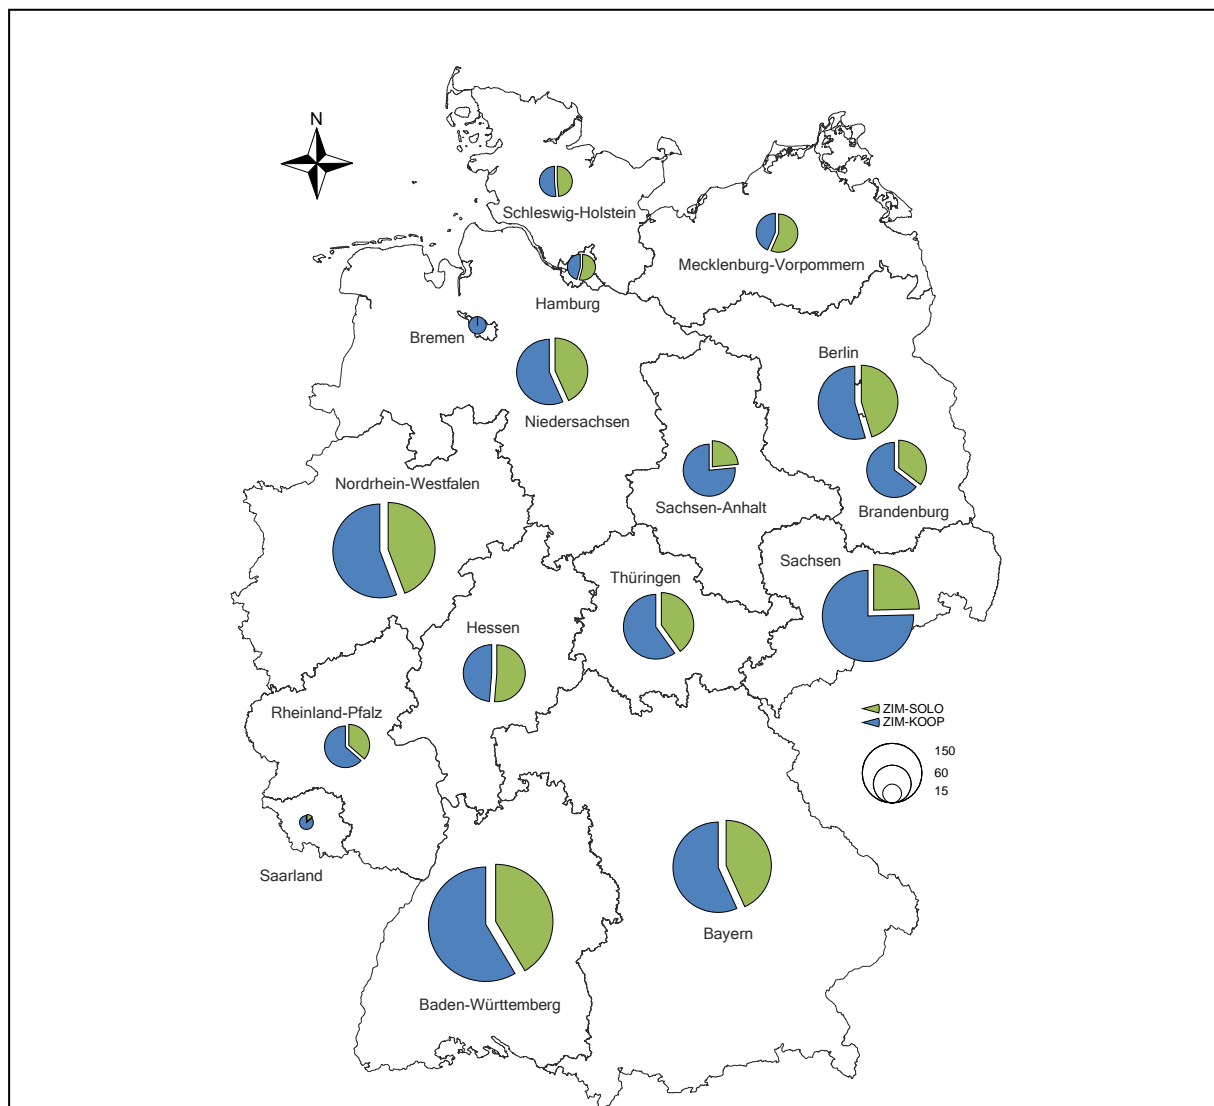 N
Schleswig-Holstein
Mecklenburg-Vorpommern
Hamburg
Bremen
Berlin
Niedersachsen
Nordrhein-Westfalen
Sachsen-Anhalt
Brandenburg
Sachsen
Thüringen
Hessen
Rheinland-Pfalz
ZIM-SOLO
ZIM-KOOP
150
60
15
Saarland
Bayern
Baden-Württemberg